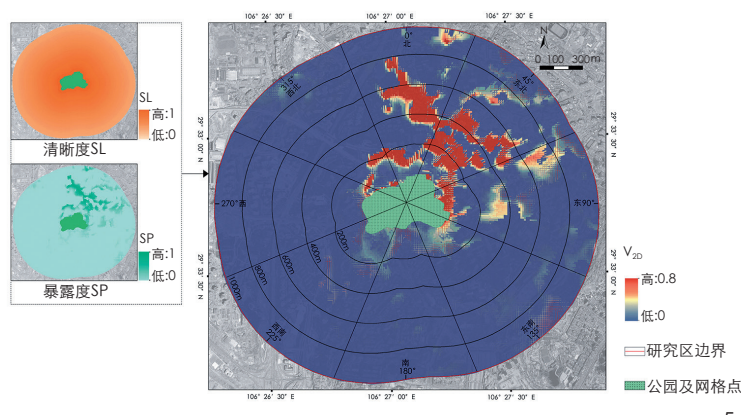 106° 26' 30" E
106° 27' 00" E
106° 27' 30" E
SL
高:1
低:0
清晰度SL
SP
高:1
低:0
暴露度SP
29° 33' 00" N
29° 33' 30" N
29° 33' 30" N
29° 33' 00" N
N
0 100 300m
0°
北
45°
东北
东90°
东南
135°
南
180°
西南
225°
270°西
315°
西北
200m
400m
600m
800m
1000m
106° 26' 30" E
106° 27' 00" E
106° 27' 30" E
V2D
高:0.8
低:0
研究区边界
公园及网格点